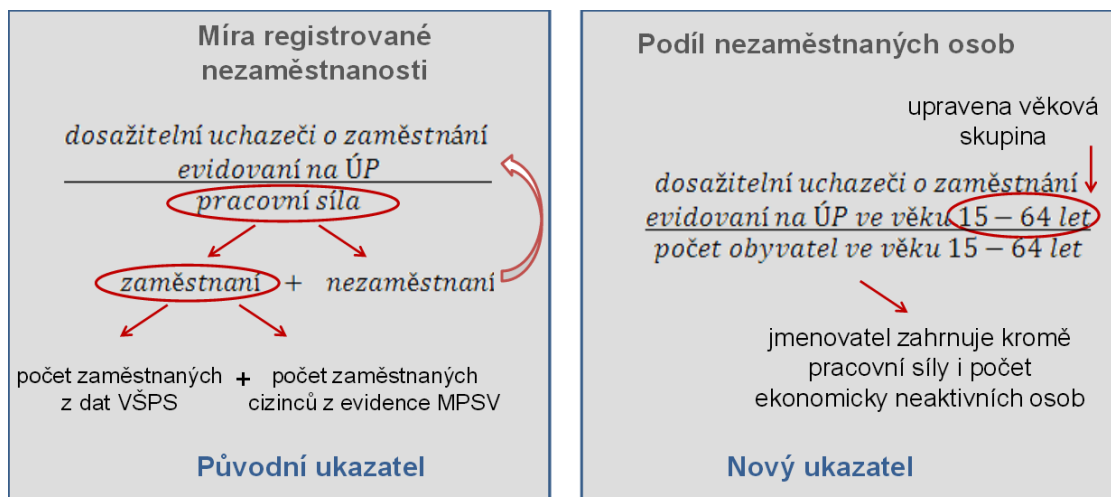 Míra registrované
nezaměstnanosti
dosažitelní uchazeči o zaměstnání
evidovaní na ÚP
pracovní síla
zaměstnaní + nezaměstnaní
počet zaměstnaných
z dat VŠPS
+
počet zaměstnaných
cizinců z evidence MPSV
Původní ukazatel
Podíl nezaměstnaných osob
upravena věková
skupina
dosažitelní uchazeči o zaměstnání
evidovaní na ÚP ve věku 15 − 64 let
počet obyvatel ve věku 15 − 64 let
jmenovatel zahrnuje kromě
pracovní síly i počet
ekonomicky neaktivních osob
Nový ukazatel